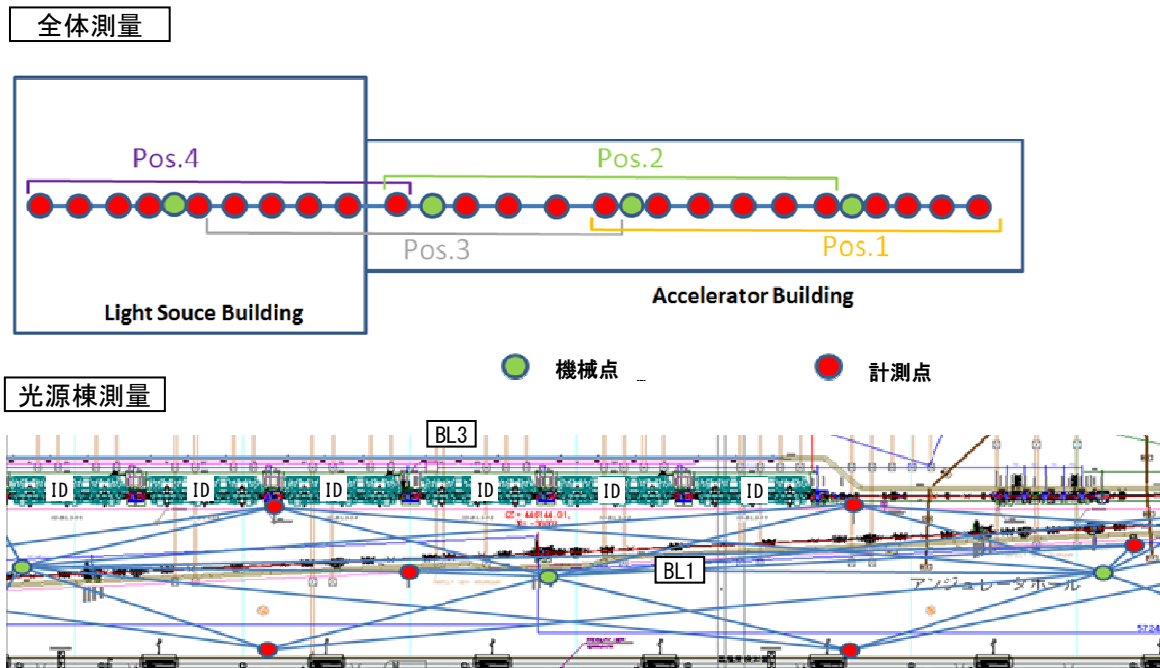 全体測量
Pos.4
Pos.2
Pos.3
Pos.1
Light Souce Building
Accelerator Building
機械点
計測点
光源棟測量
BL3
ID
ID
ID
ID
ID
ID
BL1
アンジュレータホール
5724